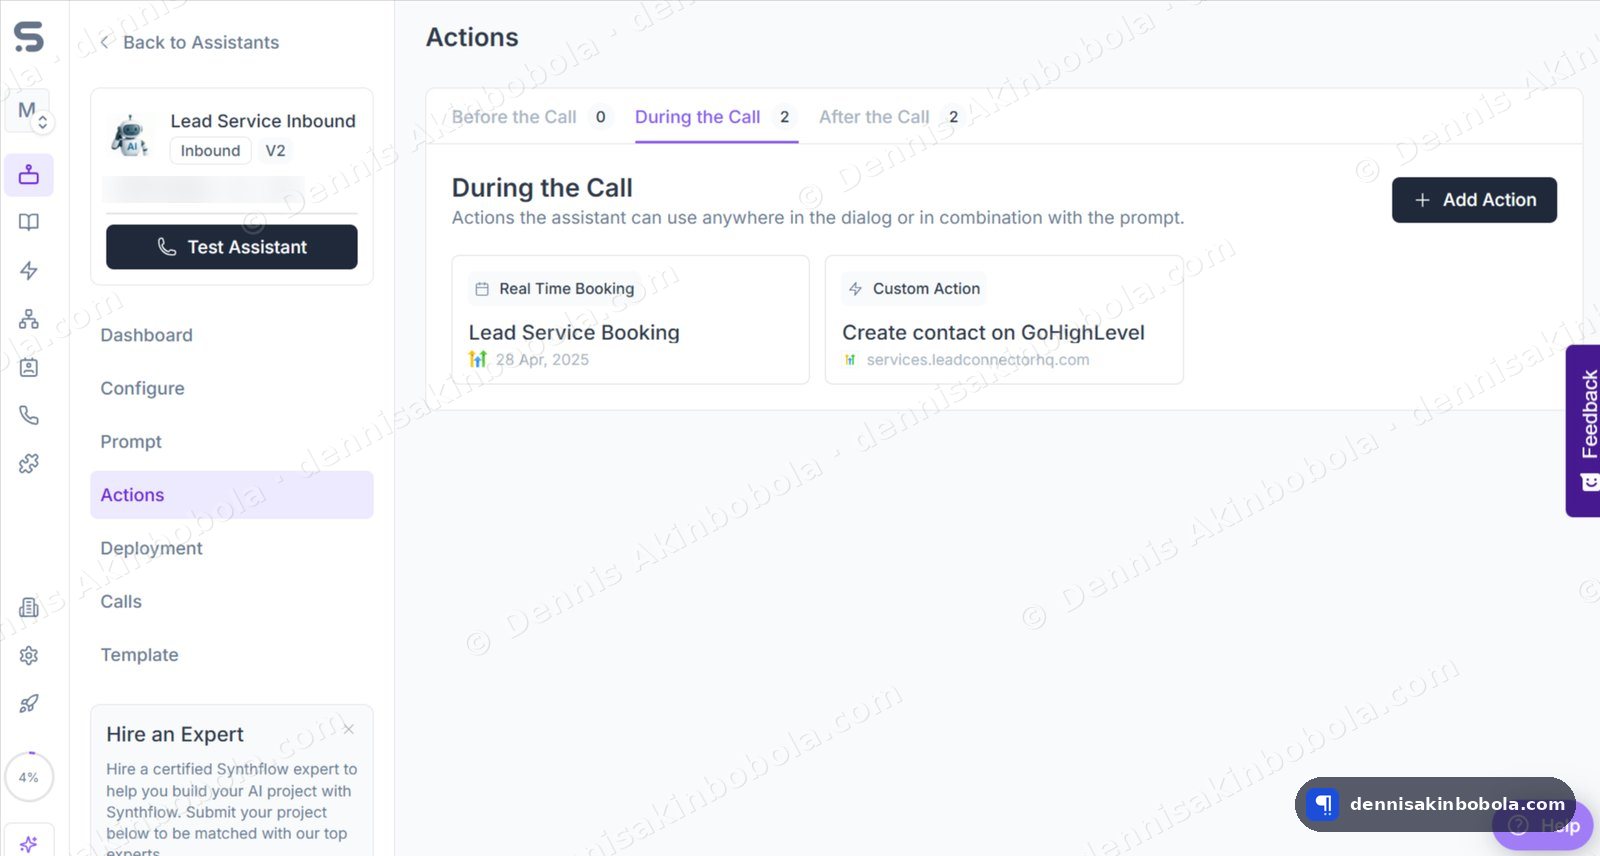 Back to Assistants
M
Lead Service Inbound
Inbound V2
Test Assistant
Dashboard
Configure
Prompt
Actions
Deployment
Calls
Template
Hire an Expert
Hire a certified Synthflow expert to
help you build your AI project with
Synthflow. Submit your project
below to be matched with our top
experts
4%
Actions
Before the Call 0 During the Call 2 After the Call 2
During the Call
Actions the assistant can use anywhere in the dialog or in combination with the prompt.
+ Add Action
Real Time Booking
Lead Service Booking
28 Apr, 2025
Custom Action
Create contact on GoHighLevel
services.leadconnectorhq.com
Feedback
Help
dennisakinbobola.com
© Dennis Akinbobola · dennisakinbobola.com